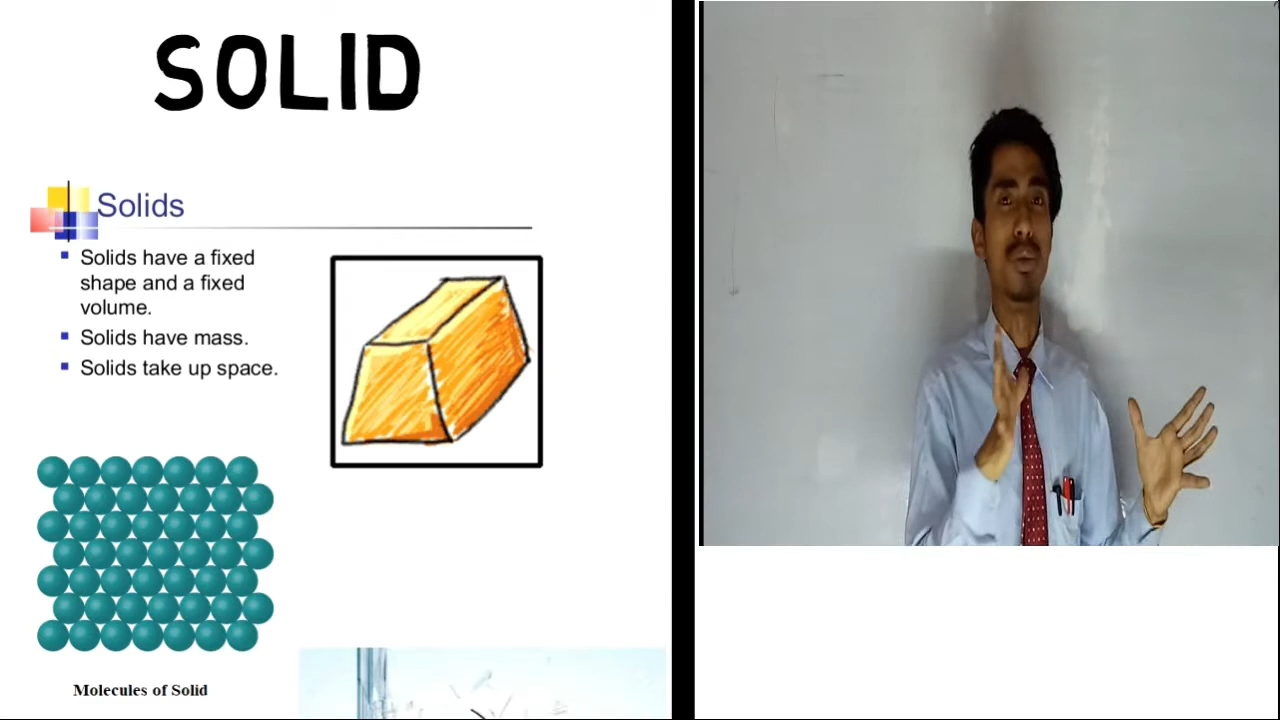 SOLID
Solids
Solids have a fixed
shape and a fixed
volume.
Solids have mass.
Solids take up space.
Molecules of Solid